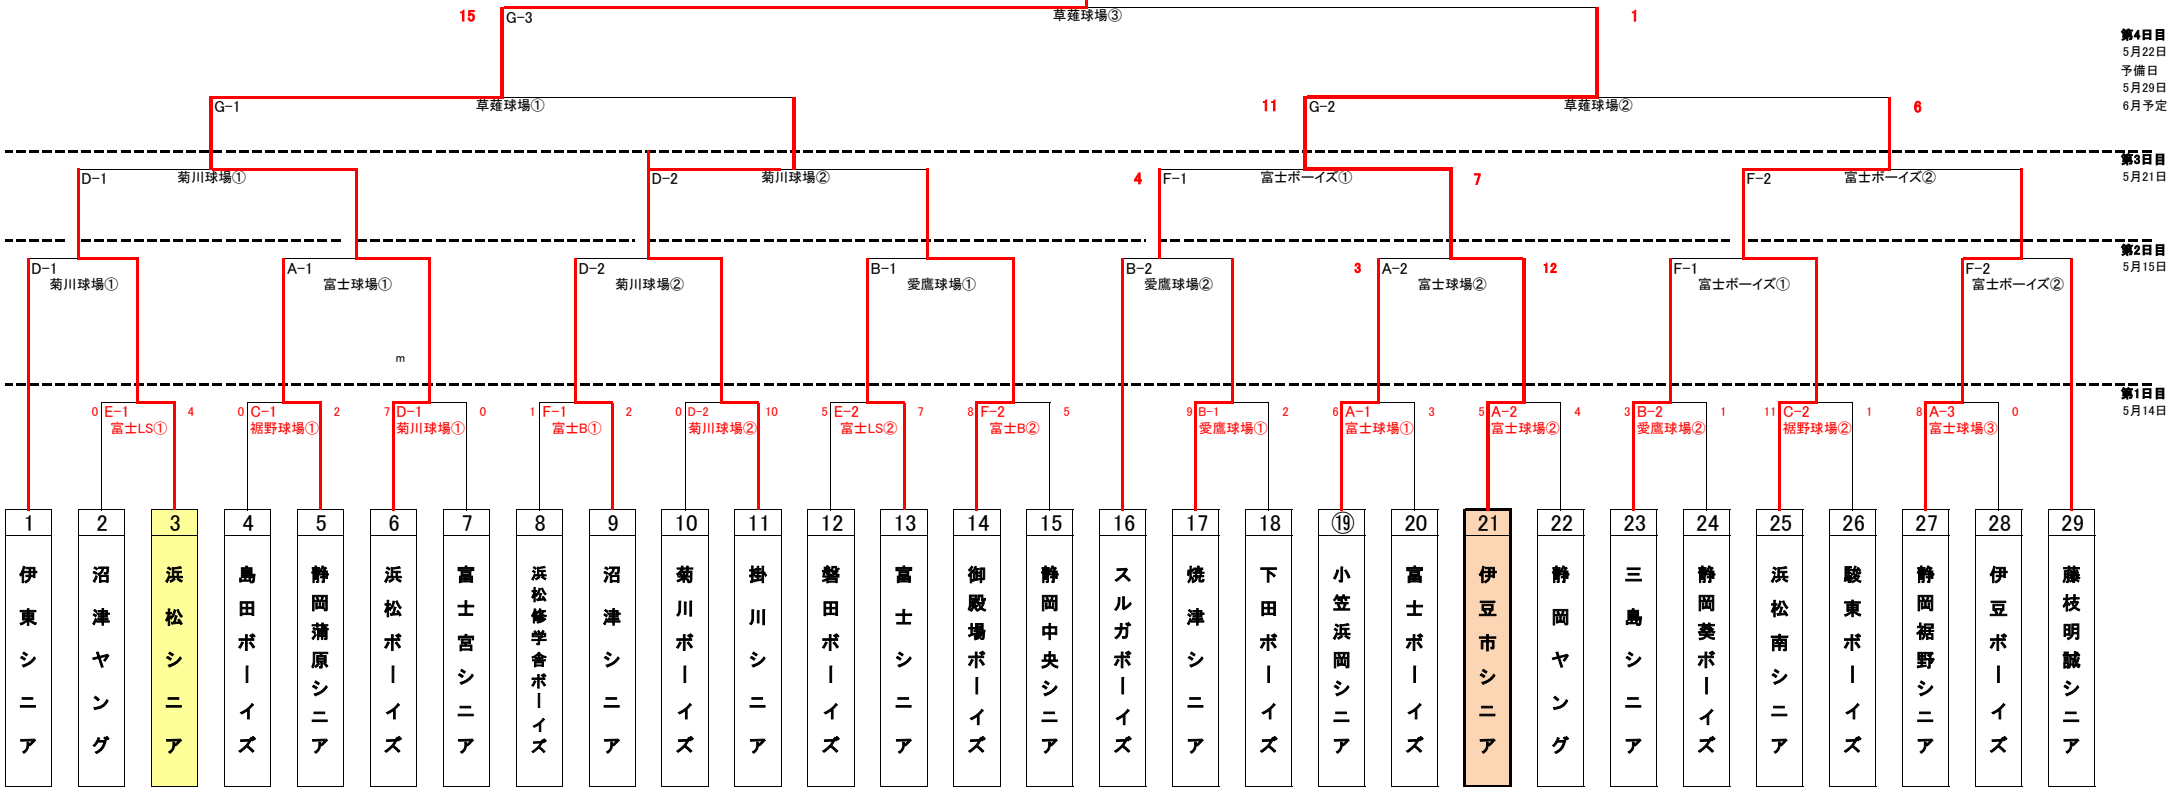 15 G-3 草薙球場③ 1
第4日目
5月22日
予備日
5月29日
6月予定
G-1 草薙球場① 11 G-2 草薙球場② 6
第3日目
5月21日
D-1 菊川球場① D-2 菊川球場② 4 F-1 富士ボーイズ① 7 F-2 富士ボーイズ②
第2日目
5月15日
D-1 A-1 D-2 B-1 B-2 3 A-2 12 F-1 F-2
菊川球場① 富士球場① 菊川球場② 愛鷹球場① 愛鷹球場② 富士球場② 富士ボーイズ① 富士ボーイズ②
m
第1日目
5月14日
0 E-1 4 0 C-1 2 7 D-1 0 1 F-1 2 0 D-2 10 5 E-2 7 8 F-2 5 9 B-1 2 6 A-1 3 5 A-2 4 3 B-2 1 11 C-2 1 8 A-3 0
富士LS① 裾野球場① 菊川球場① 富士B① 菊川球場② 富士LS② 富士B② 愛鷹球場① 富士球場① 富士球場② 愛鷹球場② 裾野球場② 富士球場③
1 2 3 4 5 6 7 8 9 10 11 12 13 14 15 16 17 18 ⑲ 20 21 22 23 24 25 26 27 28 29
伊東シニア
沼津ヤング
浜松シニア
島田ボーイズ
静岡蒲原シニア
浜松ボーイズ
富士宮シニア
浜松修学舎ボーイズ
沼津シニア
菊川ボーイズ
掛川シニア
磐田ボーイズ
富士シニア
御殿場ボーイズ
静岡中央シニア
スルガボーイズ
焼津シニア
下田ボーイズ
小笠浜岡シニア
富士ボーイズ
伊豆市シニア
静岡ヤング
三島シニア
静岡葵ボーイズ
浜松南シニア
駿東ボーイズ
静岡裾野シニア
伊豆ボーイズ
藤枝明誠シニア